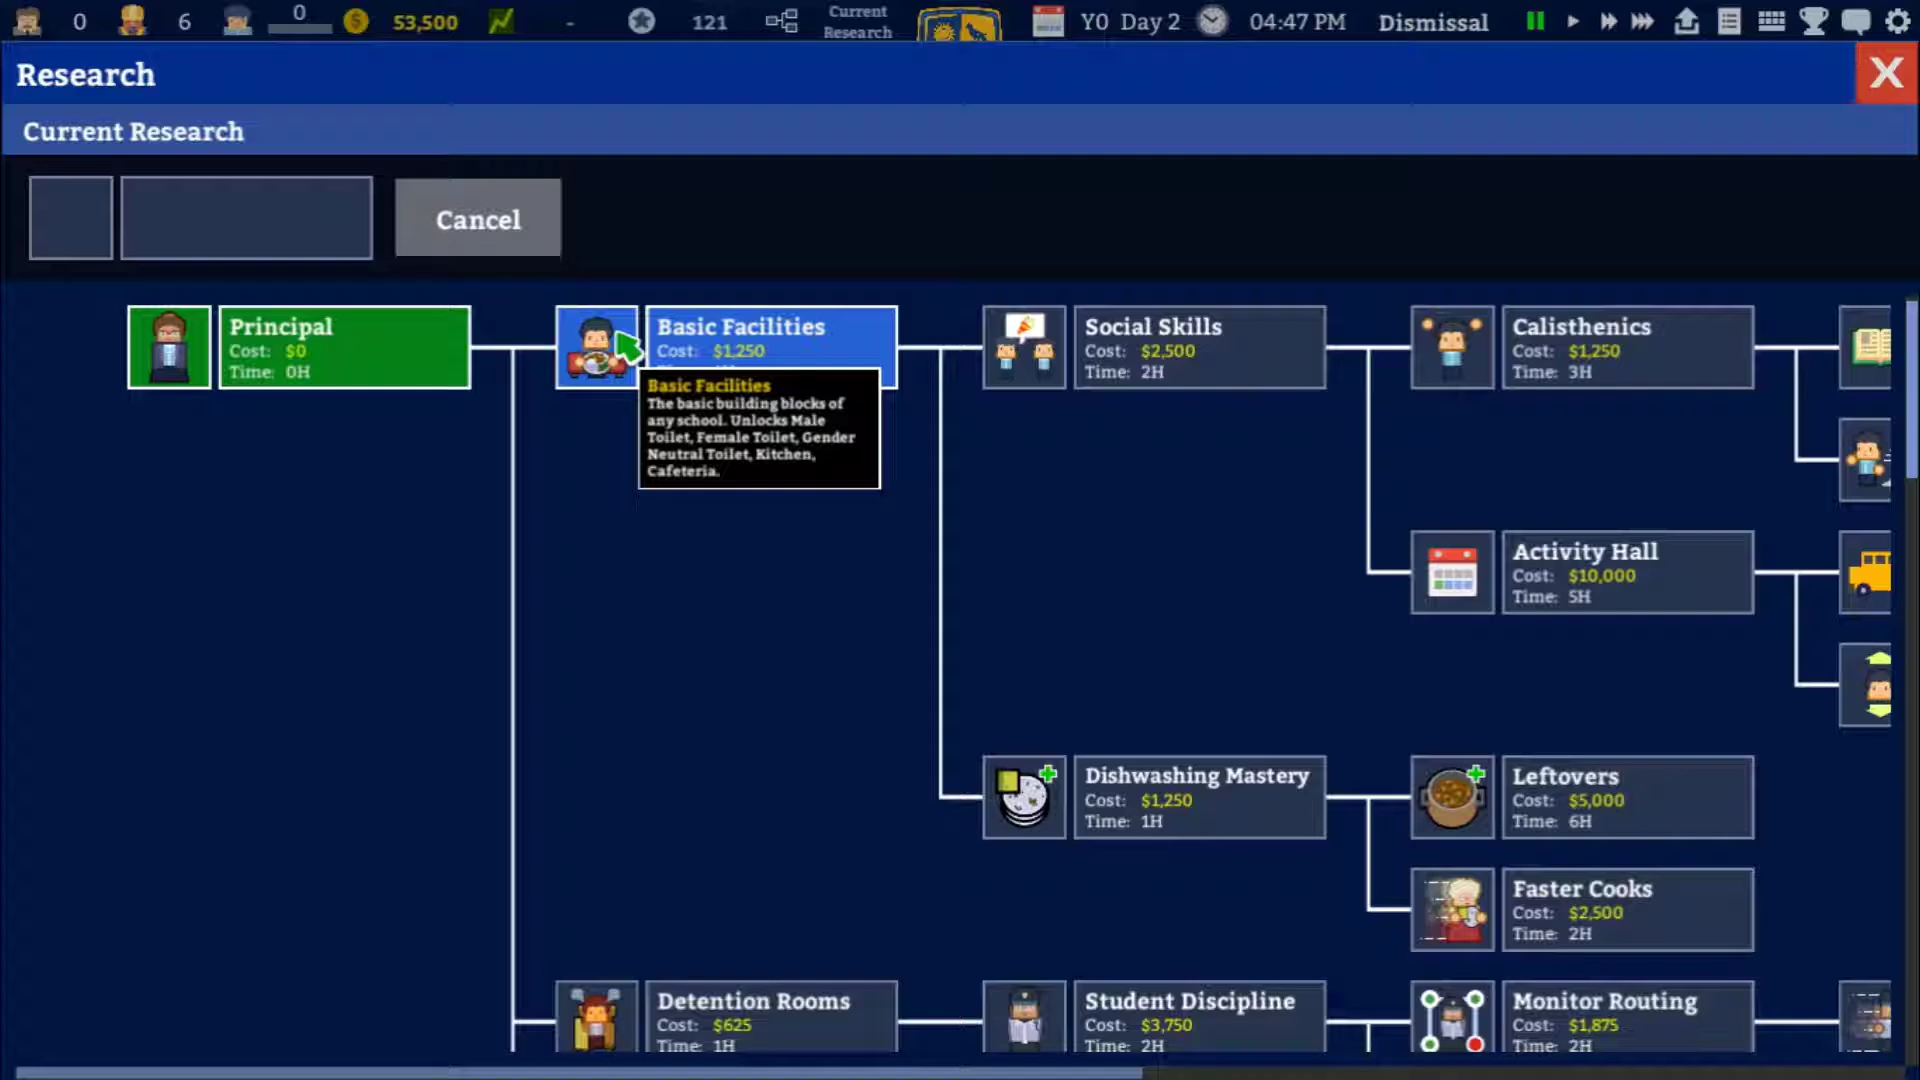 0
6
0
53,500
-
121
Current
Research
Y0 Day 2
04:47 PM
Dismissal
Research
X
Current Research
Cancel
Principal
Cost: $0
Time: 0H
Basic Facilities
Cost: $1,250
Basic Facilities
The basic building blocks of
any school. Unlocks Male
Toilet, Female Toilet, Gender
Neutral Toilet, Kitchen,
Cafeteria.
Social Skills
Cost: $2,500
Time: 2H
Calisthenics
Cost: $1,250
Time: 3H
Activity Hall
Cost: $10,000
Time: 5H
Dishwashing Mastery
Cost: $1,250
Time: 1H
Leftovers
Cost: $5,000
Time: 6H
Faster Cooks
Cost: $2,500
Time: 2H
Detention Rooms
Cost: $625
Time: 1H
Student Discipline
Cost: $3,750
Time: 2H
Monitor Routing
Cost: $1,875
Time: 2H